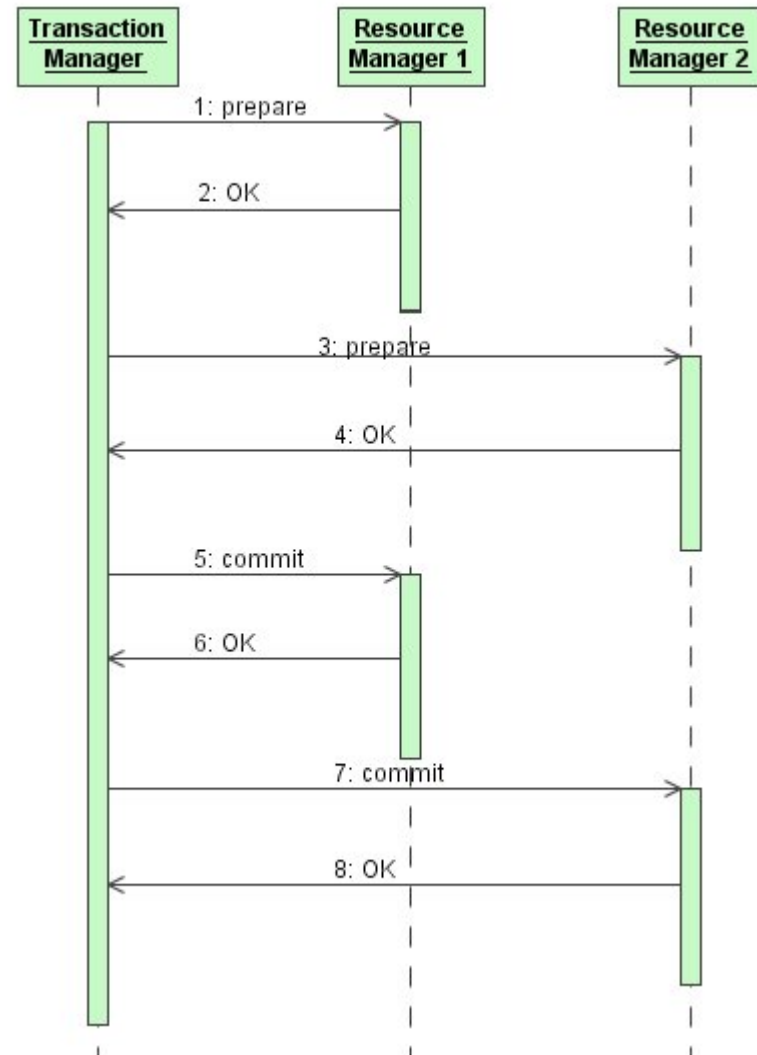 Transaction
Manager
Resource
Manager 1
Resource
Manager 2
1: prepare
2: OK
3: prepare
4: OK
5: commit
6: OK
7: commit
8: OK